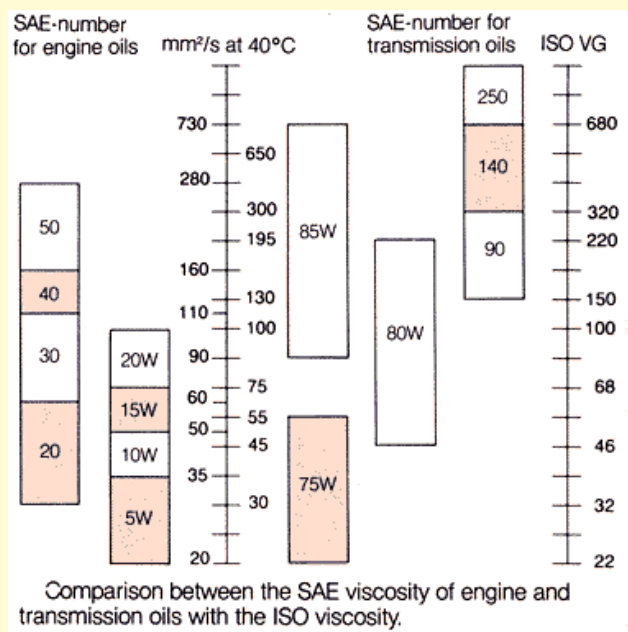 SAE-number
for engine oils
mm²/s at 40°C
SAE-number for
transmission oils
ISO VG
250
730
680
650
140
280
300
320
50
85W
195
220
90
160
40
130
150
110
100
100
20W
80W
30
90
75
68
60
15W
55
50
20
10W
45
46
35
75W
30
32
5W
20
22
Comparison between the SAE viscosity of engine and
transmission oils with the ISO viscosity.